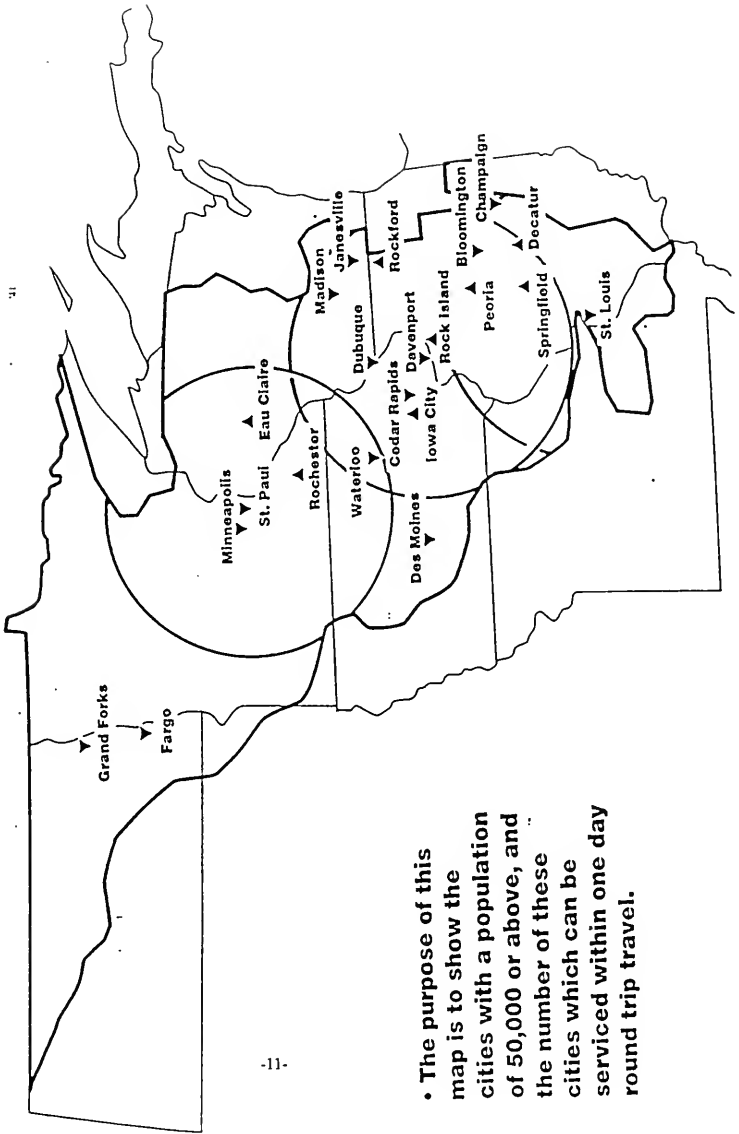 Grand Forks
Fargo
Minneapolis
St. Paul
Eau Claire
Rochester
Waterloo
Des Moines
Cedar Rapids
Iowa City
Dubuque
Davenport
Rock Island
Madison
Janesville
Rockford
Peoria
Bloomington
Champaign
Decatur
Springfield
St. Louis
• The purpose of this
map is to show the
cities with a population
of 50,000 or above, and
the number of these
cities which can be
serviced within one day
round trip travel.
-11-